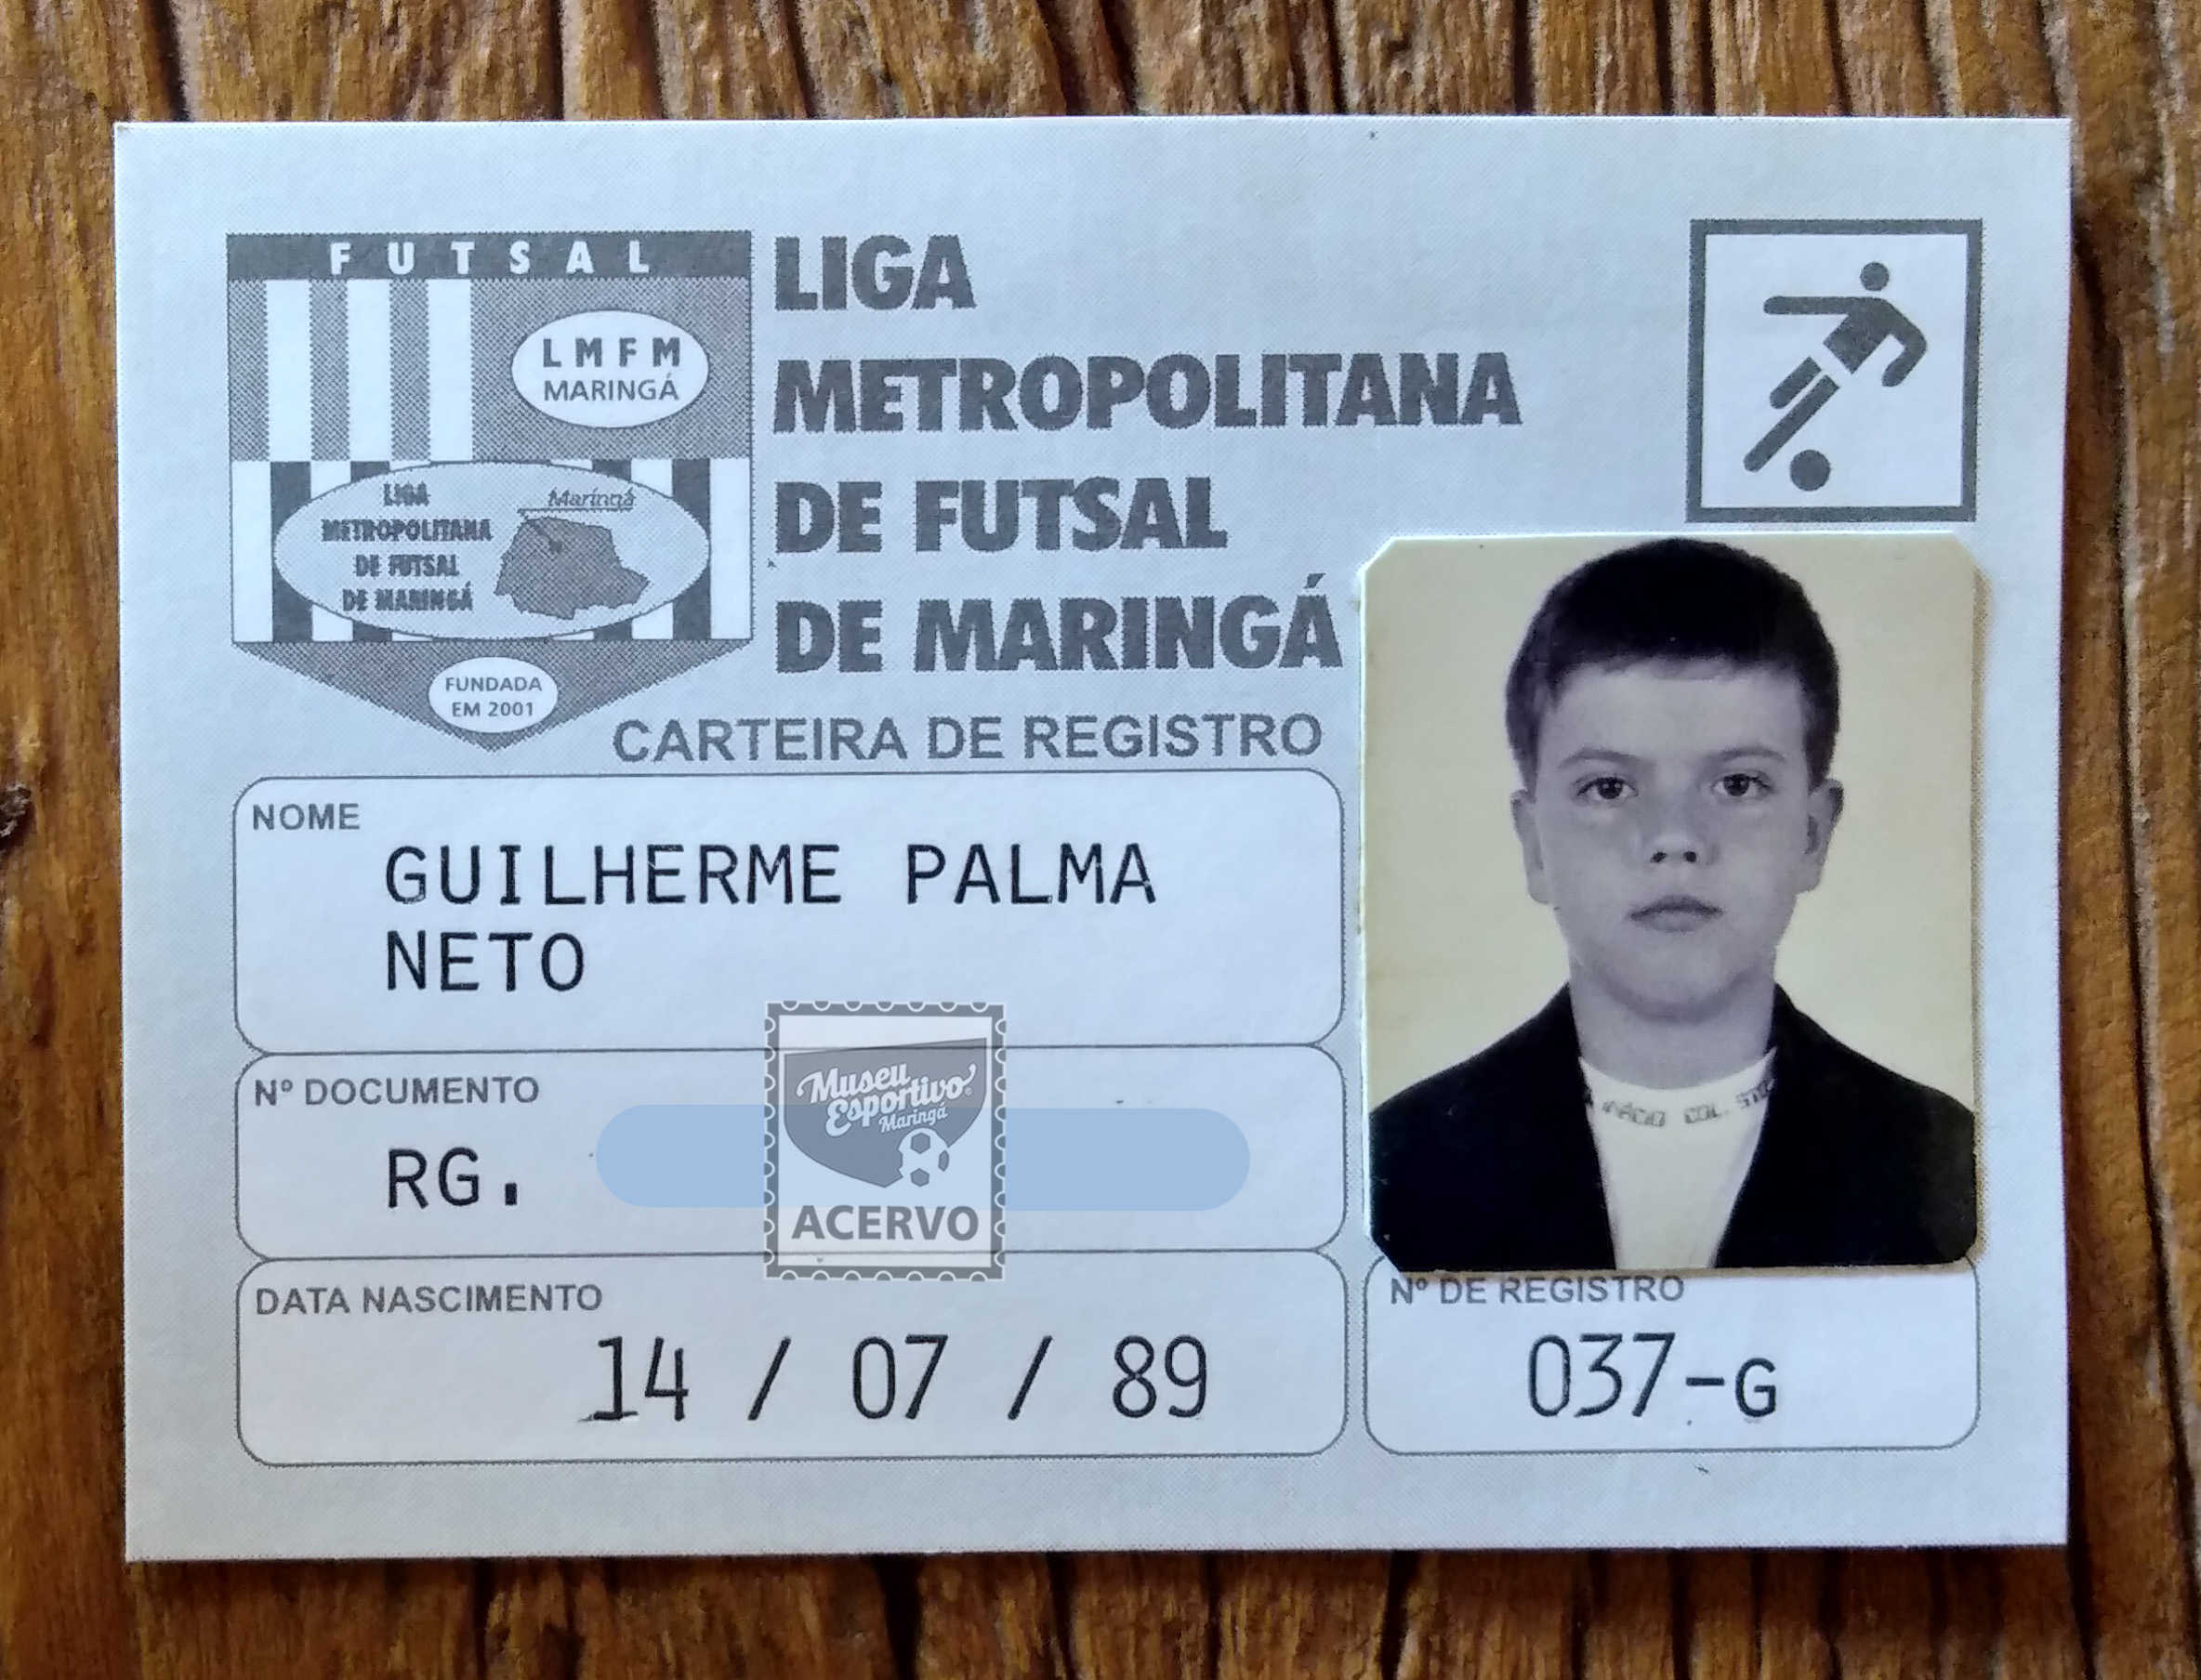 FUTSAL
LMFM
MARINGÁ
LIGA
METROPOLITANA
DE FUTSAL
DE MARINGÁ
Maringá
FUNDADA
EM 2001
LIGA
METROPOLITANA
DE FUTSAL
DE MARINGÁ
CARTEIRA DE REGISTRO
NOME
GUILHERME PALMA
NETO
Nº DOCUMENTO
RG.
Museu
Esportivo
Maringá
ACERVO
DATA NASCIMENTO
14 / 07 / 89
Nº DE REGISTRO
037-G
COL.